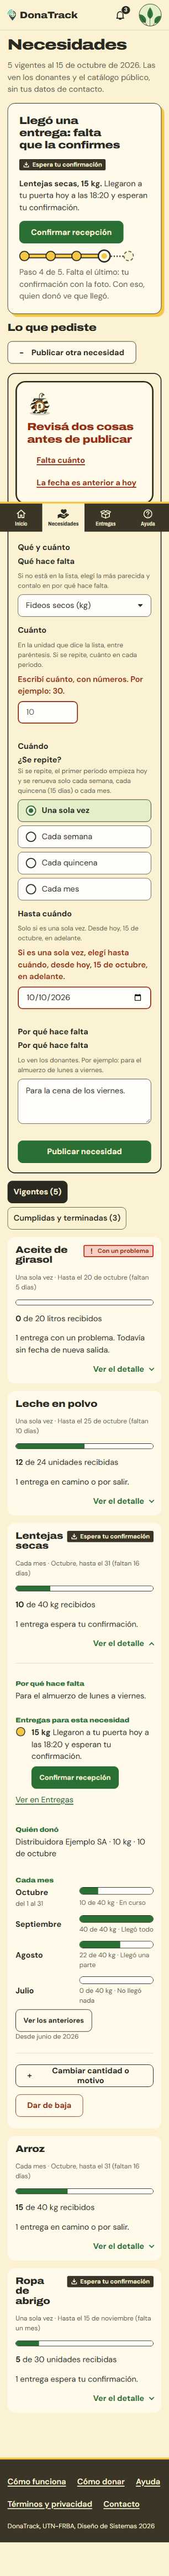 DonaTrack
3
Necesidades
5 vigentes al 15 de octubre de 2026. Las
ven los donantes y el catálogo público,
sin tus datos de contacto.
Llegó una
entrega: falta
que la confirmes
Espera tu confirmación
Lentejas secas, 15 kg. Llegaron a
tu puerta hoy a las 18:20 y esperan
tu confirmación.
Confirmar recepción
Paso 4 de 5. Falta el último: tu
confirmación con la foto. Con eso,
quien donó ve que llegó.
Lo que pediste
- Publicar otra necesidad
Revisá dos cosas
antes de publicar
Falta cuánto
La fecha es anterior a hoy
Inicio
Necesidades
Entregas
Ayuda
Qué y cuánto
Qué hace falta
Si no está en la lista, elegí la más parecida y
contalo en por qué hace falta.
Fideos secos (kg)
Cuánto
En la unidad que dice la lista, entre
paréntesis. Si se repite, cuánto en cada
período.
Escribí cuánto, con números. Por
ejemplo: 30.
10
Cuándo
¿Se repite?
Si se repite, el primer período empieza hoy
y se renueva solo cada semana, cada
quincena (15 días) o cada mes.
Una sola vez
Cada semana
Cada quincena
Cada mes
Hasta cuándo
Solo si es una sola vez. Desde hoy, 15 de
octubre, en adelante.
Si es una sola vez, elegí hasta
cuándo, desde hoy, 15 de octubre,
en adelante.
10/10/2026
Por qué hace falta
Por qué hace falta
Lo ven los donantes. Por ejemplo: para el
almuerzo de lunes a viernes.
Para la cena de los viernes.
Publicar necesidad
Vigentes (5)
Cumplidas y terminadas (3)
Aceite de
girasol
! Con un problema
Una sola vez · Hasta el 20 de octubre (faltan
5 días)
0 de 20 litros recibidos
1 entrega con un problema. Todavía
sin fecha de nueva salida.
Ver el detalle
Leche en polvo
Una sola vez · Hasta el 25 de octubre (faltan
10 días)
12 de 24 unidades recibidas
1 entrega en camino o por salir.
Ver el detalle
Lentejas
secas
Espera tu confirmación
Cada mes · Octubre, hasta el 31 (faltan 16
días)
10 de 40 kg recibidos
1 entrega espera tu confirmación.
Ver el detalle
Por qué hace falta
Para el almuerzo de lunes a viernes.
Entregas para esta necesidad
15 kg Llegaron a tu puerta hoy a
las 18:20 y esperan tu
confirmación.
Confirmar recepción
Ver en Entregas
Quién donó
Distribuidora Ejemplo SA · 10 kg · 10
de octubre
Cada mes
Octubre
del 1 al 31
10 de 40 kg · En curso
Septiembre
40 de 40 kg · Llegó todo
Agosto
22 de 40 kg · Llegó una
parte
Julio
0 de 40 kg · No llegó
nada
Ver los anteriores
Desde junio de 2026
+ Cambiar cantidad o
motivo
Dar de baja
Arroz
Cada mes · Octubre, hasta el 31 (faltan 16
días)
15 de 40 kg recibidos
1 entrega en camino o por salir.
Ver el detalle
Ropa
de
abrigo
Espera tu confirmación
Una sola vez · Hasta el 15 de noviembre (falta
un mes)
5 de 30 unidades recibidas
1 entrega espera tu confirmación.
Ver el detalle
Cómo funciona
Cómo donar
Ayuda
Términos y privacidad
Contacto
DonaTrack, UTN-FRBA, Diseño de Sistemas 2026